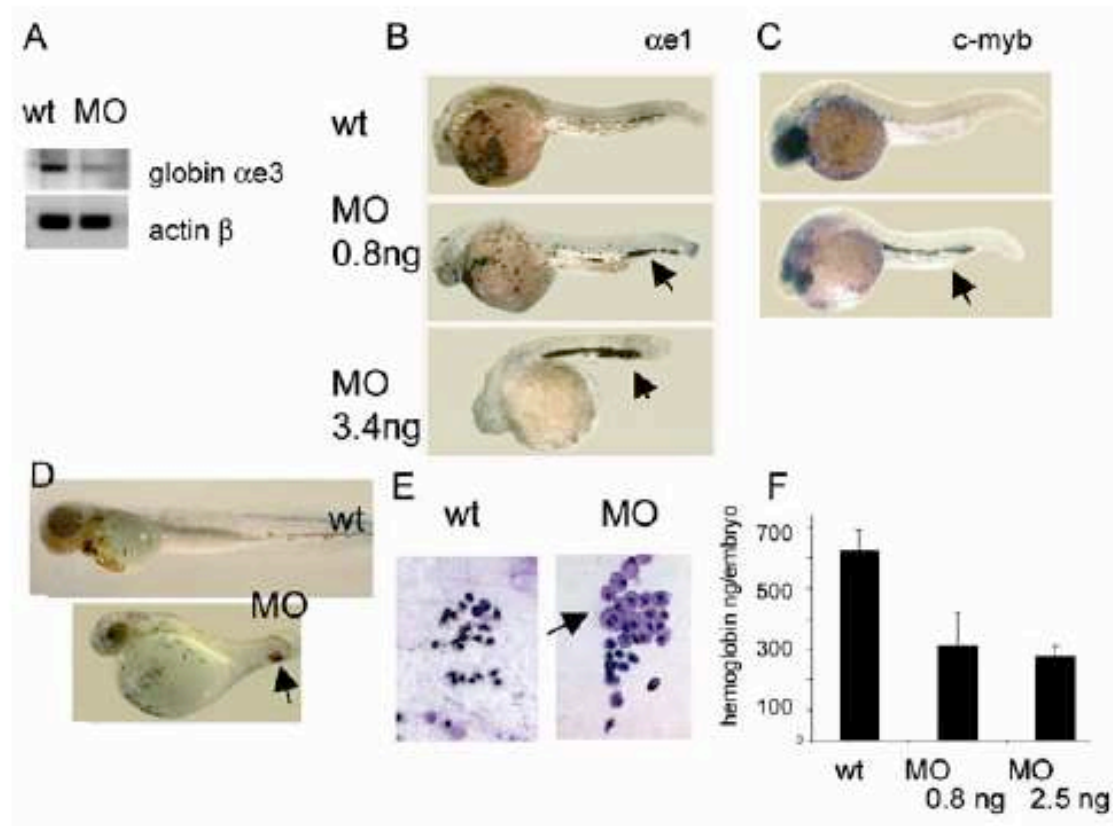 A
wt MO
globin αe3
actin β
B
αe1
wt
MO
0.8ng
MO
3.4ng
C
c-myb
D
wt
MO
E
wt MO
F
hemoglobin ng/embryo
700
500
300
100
wt MO MO
0.8 ng 2.5 ng